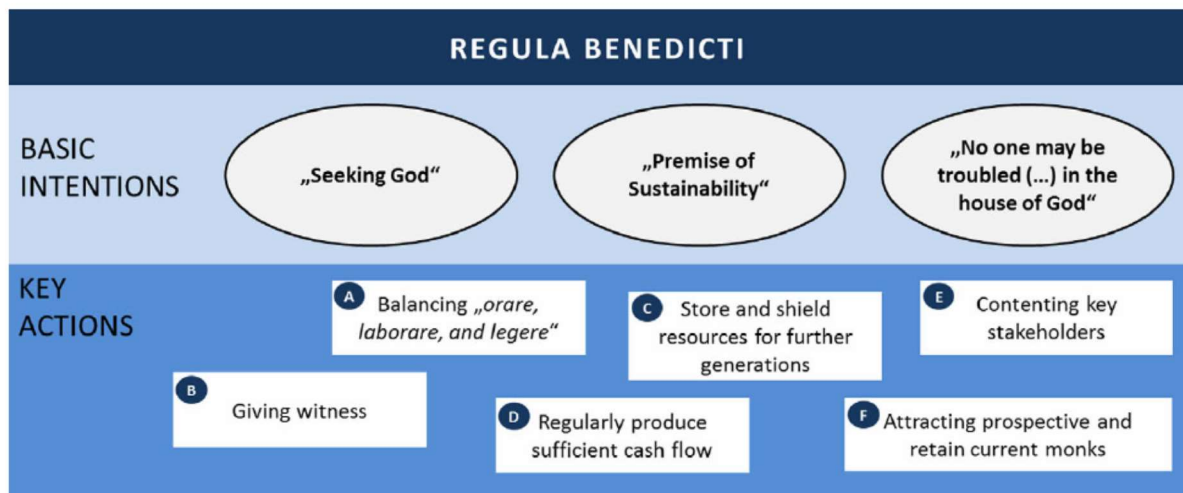 REGULA BENEDICTI
BASIC
INTENTIONS
„Seeking God“
„Premise of
Sustainability“
„No one may be
troubled (...) in the
house of God“
KEY
ACTIONS
A
Balancing „orare,
laborare, and legere“
B
Giving witness
C
Store and shield
resources for further
generations
D
Regularly produce
sufficient cash flow
E
Contenting key
stakeholders
F
Attracting prospective and
retain current monks